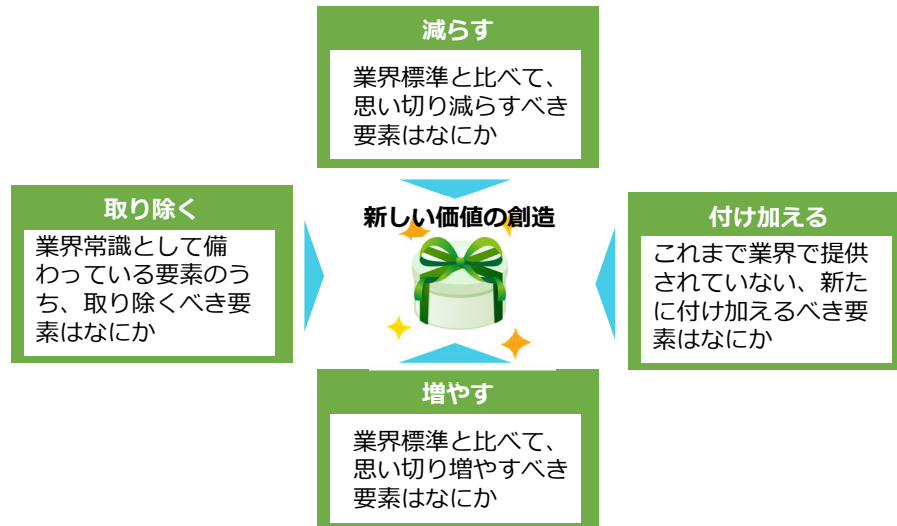 減らす
業界標準と比べて、
思い切り減らすべき
要素はなにか
取り除く
業界常識として備
わっている要素のう
ち、取り除くべき要
素はなにか
新しい価値の創造
付け加える
これまで業界で提供
されていない、新た
に付け加えるべき要
素はなにか
増やす
業界標準と比べて、
思い切り増やすべき
要素はなにか